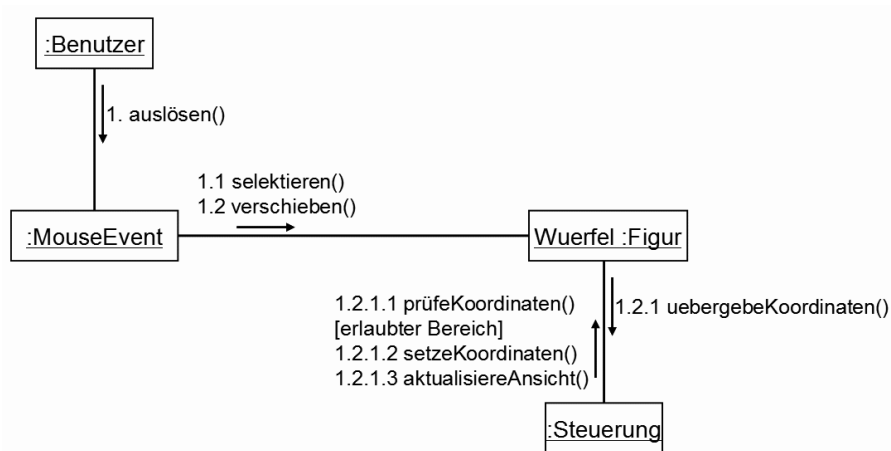 :Benutzer
1. auslösen()
1.1 selektieren()
1.2 verschieben()
:MouseEvent
Wuerfel :Figur
1.2.1.1 prüfeKoordinaten()
[erlaubter Bereich]
1.2.1.2 setzeKoordinaten()
1.2.1.3 aktualisiereAnsicht()
1.2.1 uebergebeKoordinaten()
:Steuerung